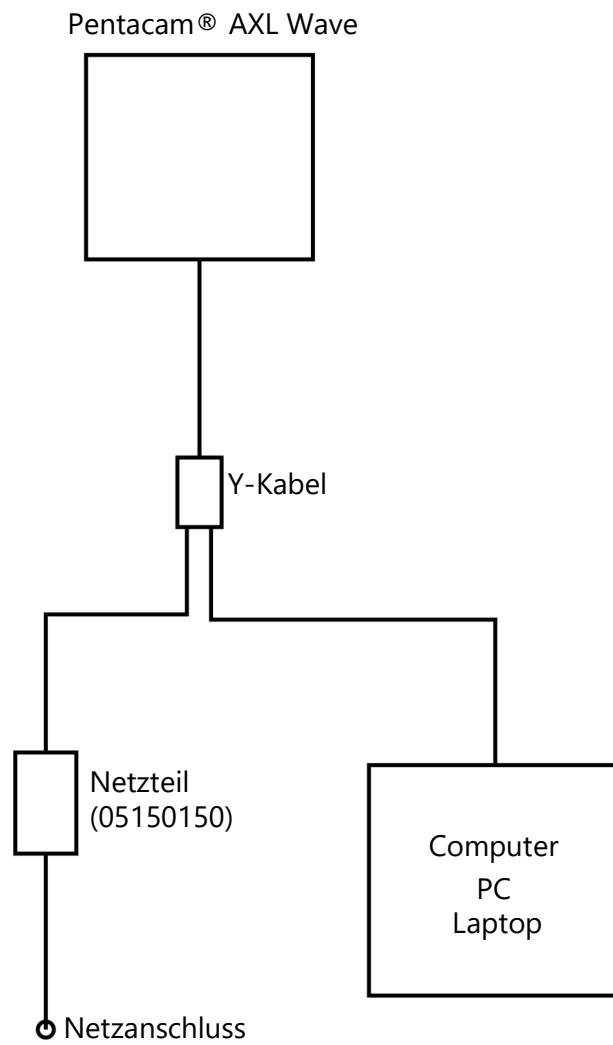 Pentacam® AXL Wave
Y-Kabel
Netzteil
(05150150)
Computer
PC
Laptop
Netzanschluss